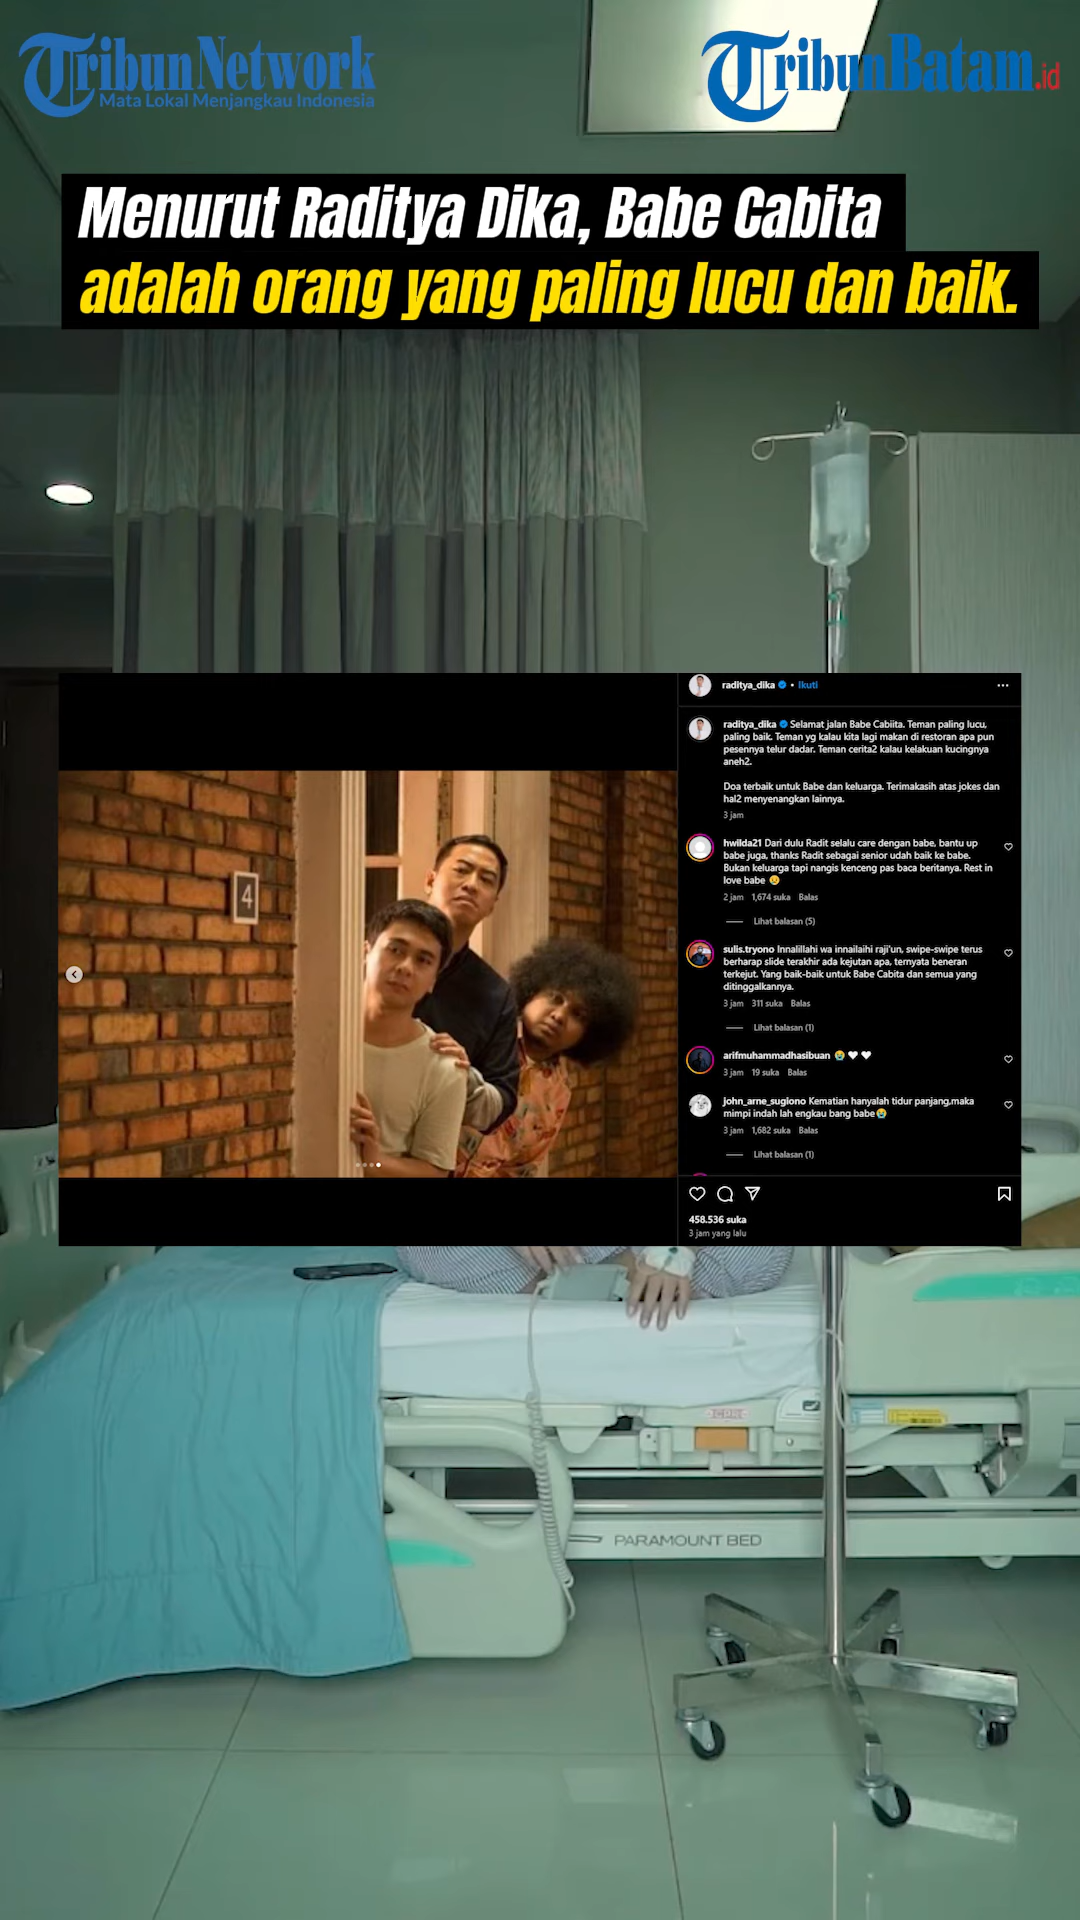 TribunNetwork
Mata Lokal Menjangkau Indonesia
TribunBatam.id
Menurut Raditya Dika, Babe Cabita
adalah orang yang paling lucu dan baik.
4
raditya_dika • Ikuti
raditya_dika Selamat jalan Babe Cabiita. Teman paling lucu,
paling baik. Teman yg kalau kita lagi makan di restoran apa pun
pesennya telur dadar. Teman cerita2 kalau kelakuan kucingnya
aneh2.
Doa terbaik untuk Babe dan keluarga. Terimakasih atas jokes dan
hal2 menyenangkan lainnya.
3 jam
hwilda21 Dari dulu Radit selalu care dengan babe, bantu up
babe juga, thanks Radit sebagai senior udah baik ke babe.
Bukan keluarga tapi nangis kenceng pas baca beritanya. Rest in
love babe 😢
2 jam 1,674 suka Balas
Lihat balasan (5)
sulis.tryono Innalillahi wa innailaihi raji'un, swipe-swipe terus
berharap slide terakhir ada kejutan apa, ternyata beneran
terkejut. Yang baik-baik untuk Babe Cabita dan semua yang
ditinggalkannya.
3 jam 311 suka Balas
Lihat balasan (1)
arifmuhammadhasibuan 😭🤍🤍
3 jam 19 suka Balas
john_arne_sugiono Kematian hanyalah tidur panjang,maka
mimpi indah lah engkau bang babe😭
3 jam 1,682 suka Balas
Lihat balasan (1)
458.536 suka
3 jam yang lalu
CPR
PARAMOUNT BED